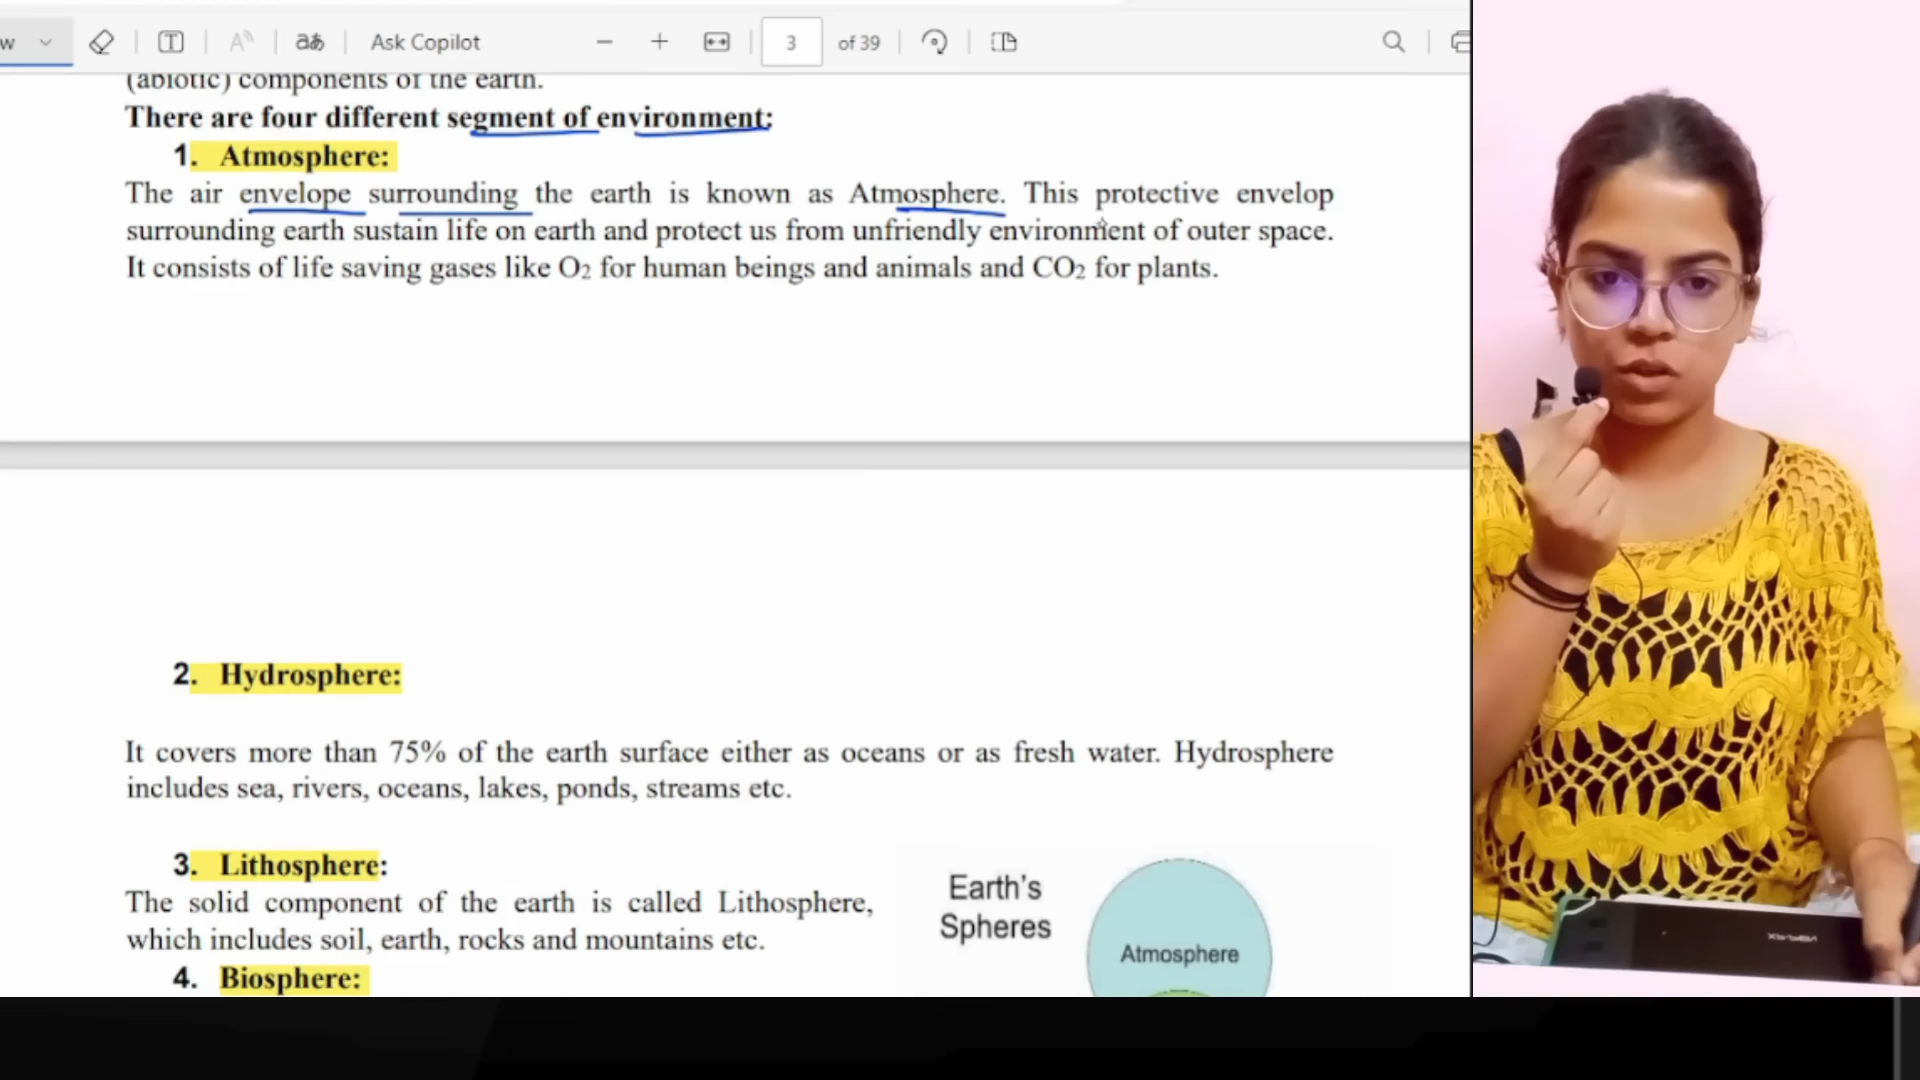 w
Ask Copilot
3 of 39
(abiotic) components of the earth.
There are four different segment of environment:
1. Atmosphere:
The air envelope surrounding the earth is known as Atmosphere. This protective envelop
surrounding earth sustain life on earth and protect us from unfriendly environment of outer space.
It consists of life saving gases like O₂ for human beings and animals and CO₂ for plants.
2. Hydrosphere:
It covers more than 75% of the earth surface either as oceans or as fresh water. Hydrosphere
includes sea, rivers, oceans, lakes, ponds, streams etc.
3. Lithosphere:
The solid component of the earth is called Lithosphere,
which includes soil, earth, rocks and mountains etc.
4. Biosphere:
Earth's
Spheres
Atmosphere